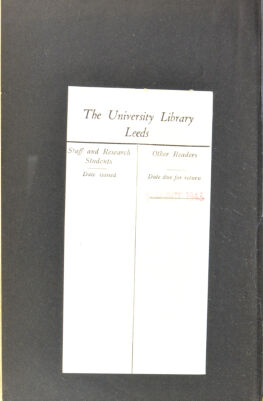 The University Library
Leeds
Staff and Research
Students
Date issued
Other Readers
Date due for return